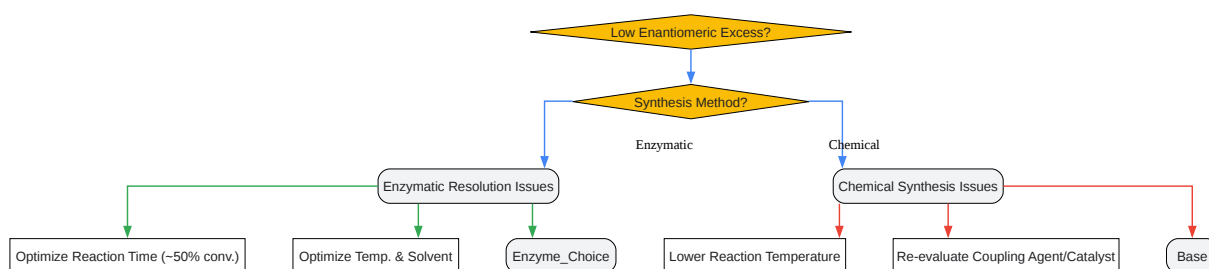 Low Enantiomeric Excess?
Synthesis Method?
Enzymatic
Chemical
Enzymatic Resolution Issues
Chemical Synthesis Issues
Optimize Reaction Time (~50% conv.)
Optimize Temp. & Solvent
Enzyme_Choice
Lower Reaction Temperature
Re-evaluate Coupling Agent/Catalyst
Base